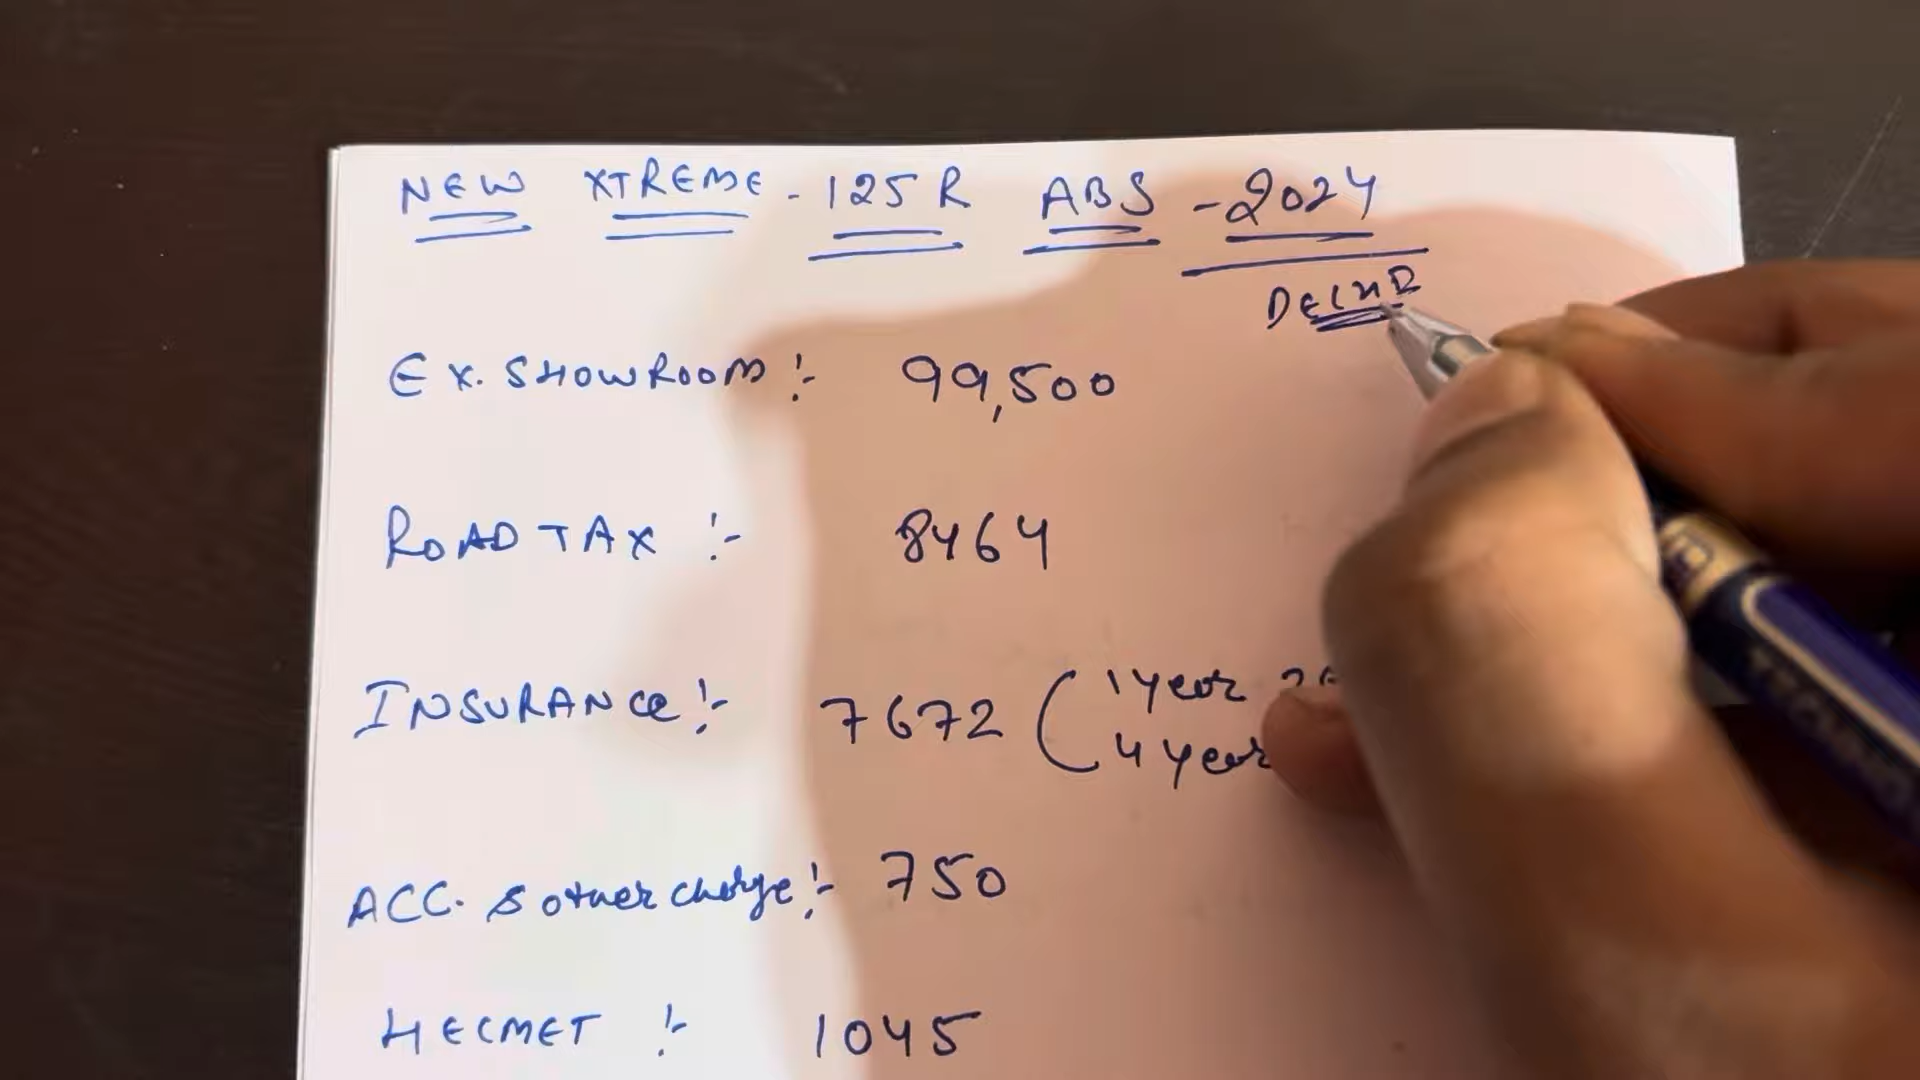 NEW XTREME - 125 R ABS - 2024
DELHI
EX. SHOWROOM :- 99,500
ROAD TAX :- 8464
INSURANCE :- 7672 ( 1 year
4 year
ACC. & other charge :- 750
HELMET :- 1045